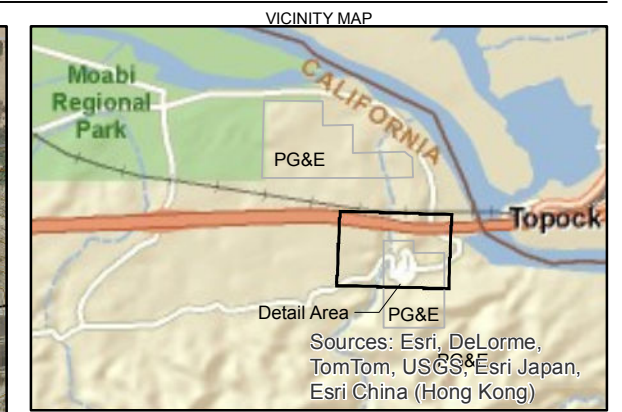 VICINITY MAP
Moabi
Regional
Park
CALIFORNIA
PG&E
Topock
Detail Area
PG&E
PG&E
Sources: Esri, DeLorme,
TomTom, USGS, Esri Japan,
Esri China (Hong Kong)